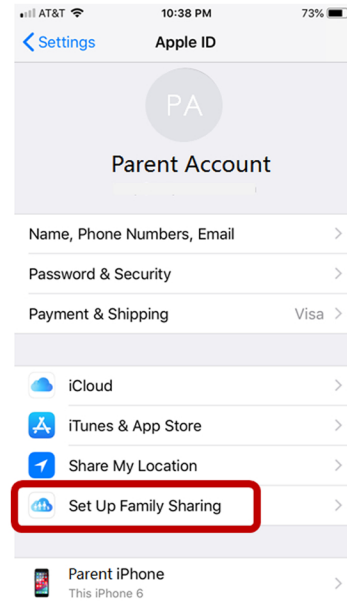 AT&T 10:38 PM 73%
Settings Apple ID
PA
Parent Account
Name, Phone Numbers, Email
Password & Security
Payment & Shipping Visa
iCloud
iTunes & App Store
Share My Location
Set Up Family Sharing
Parent iPhone
This iPhone 6